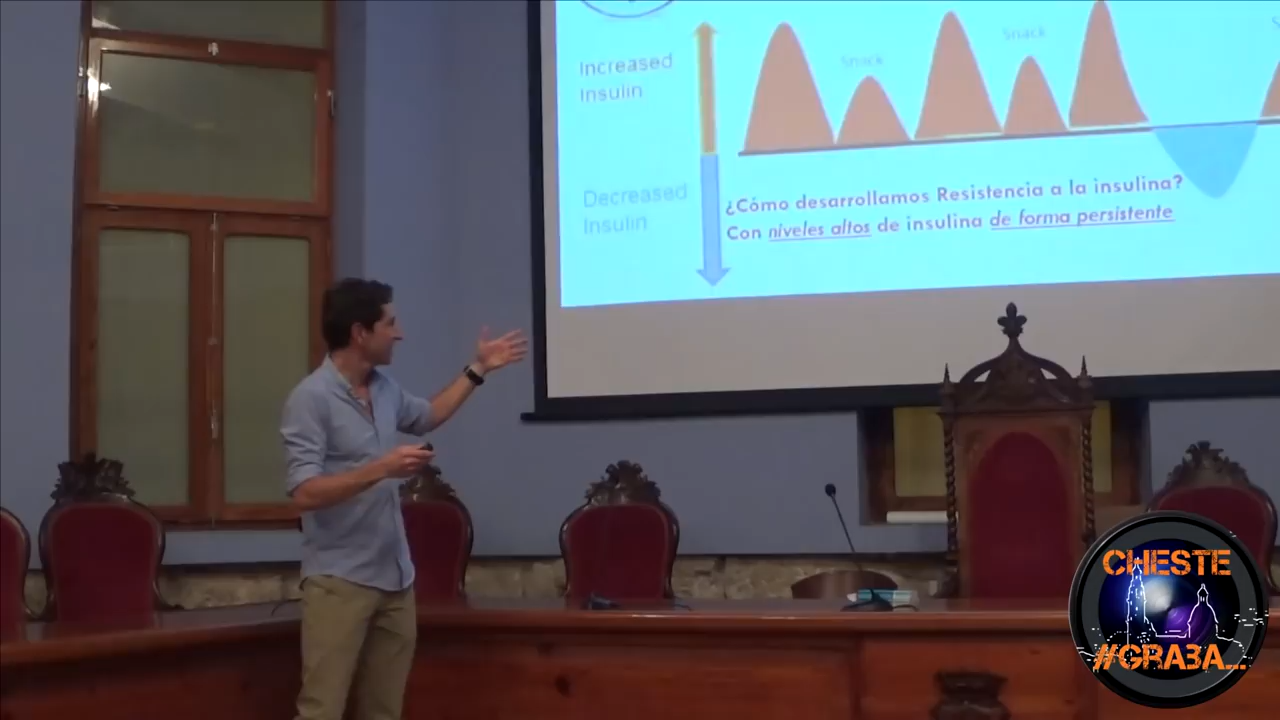 Snack
Snack
Increased
Insulin
Decreased
Insulin
¿Cómo desarrollamos Resistencia a la insulina?
Con niveles altos de insulina de forma persistente
CHESTE
#GRABA...